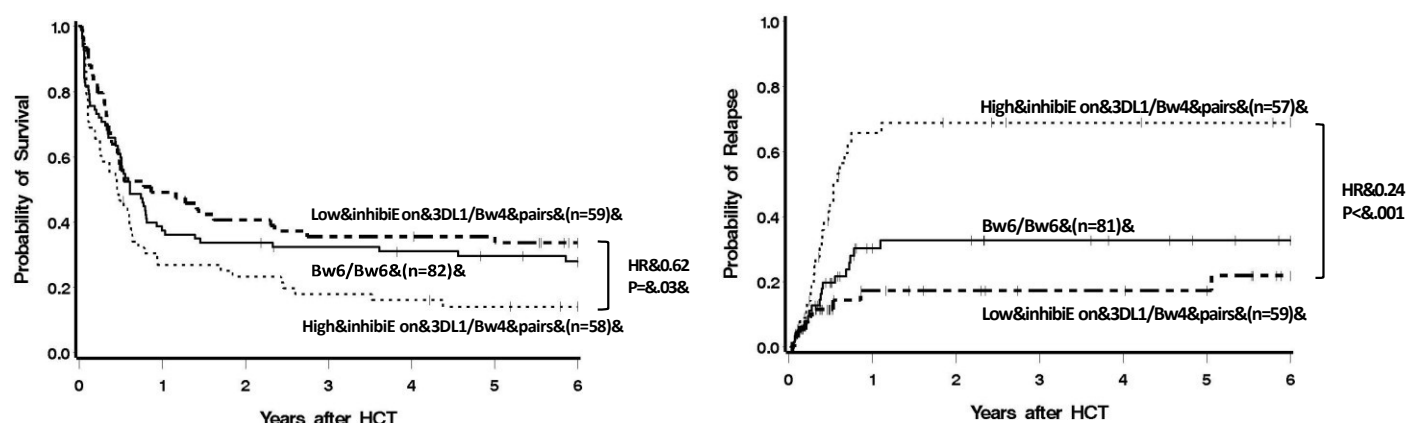 1.0
0.8
0.6
0.4
0.2
0.0
Probability of Survival
Low&inhibiE on&3DL1/Bw4&pairs&(n=59)&
Bw6/Bw6&(n=82)&
High&inhibiE on&3DL1/Bw4&pairs&(n=58)&
HR&0.62
P=&.03&
0 1 2 3 4 5 6
Years after HCT
1.0
0.8
0.6
0.4
0.2
0.0
Probability of Relapse
High&inhibiE on&3DL1/Bw4&pairs&(n=57)&
Bw6/Bw6&(n=81)&
Low&inhibiE on&3DL1/Bw4&pairs&(n=59)&
HR&0.24
P<&.001
0 1 2 3 4 5 6
Years after HCT